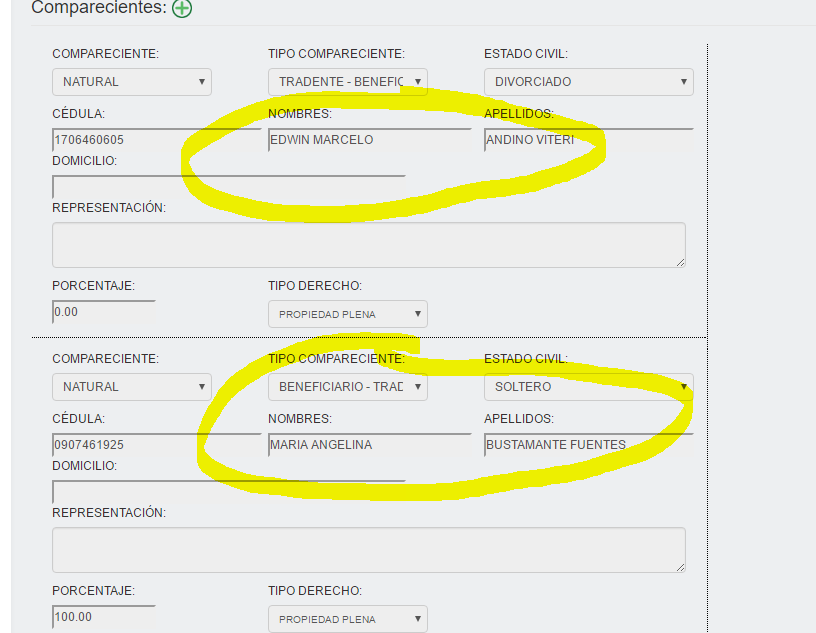 Comparecientes:
COMPARECIENTE: TIPO COMPARECIENTE: ESTADO CIVIL:
NATURAL TRADENTE - BENEFIC DIVORCIADO
CÉDULA: NOMBRES: APELLIDOS:
1706460605 EDWIN MARCELO ANDINO VITERI
DOMICILIO:
REPRESENTACIÓN:
PORCENTAJE: TIPO DERECHO:
0.00 PROPIEDAD PLENA
COMPARECIENTE: TIPO COMPARECIENTE: ESTADO CIVIL:
NATURAL BENEFICIARIO - TRAD SOLTERO
CÉDULA: NOMBRES: APELLIDOS:
0907461925 MARIA ANGELINA BUSTAMANTE FUENTES
DOMICILIO:
REPRESENTACIÓN:
PORCENTAJE: TIPO DERECHO:
100.00 PROPIEDAD PLENA